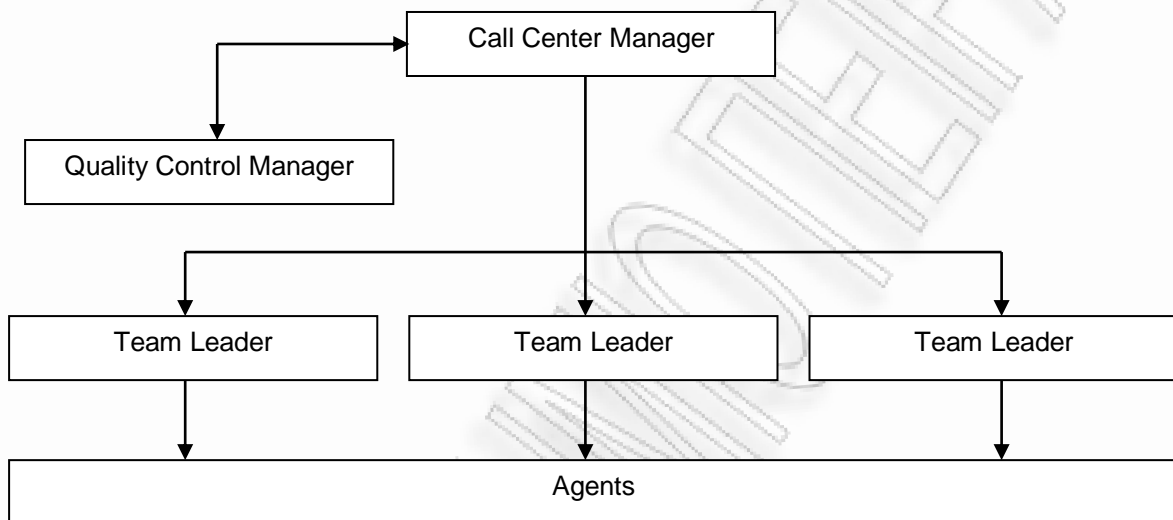 Call Center Manager
Quality Control Manager
Team Leader
Team Leader
Team Leader
Agents